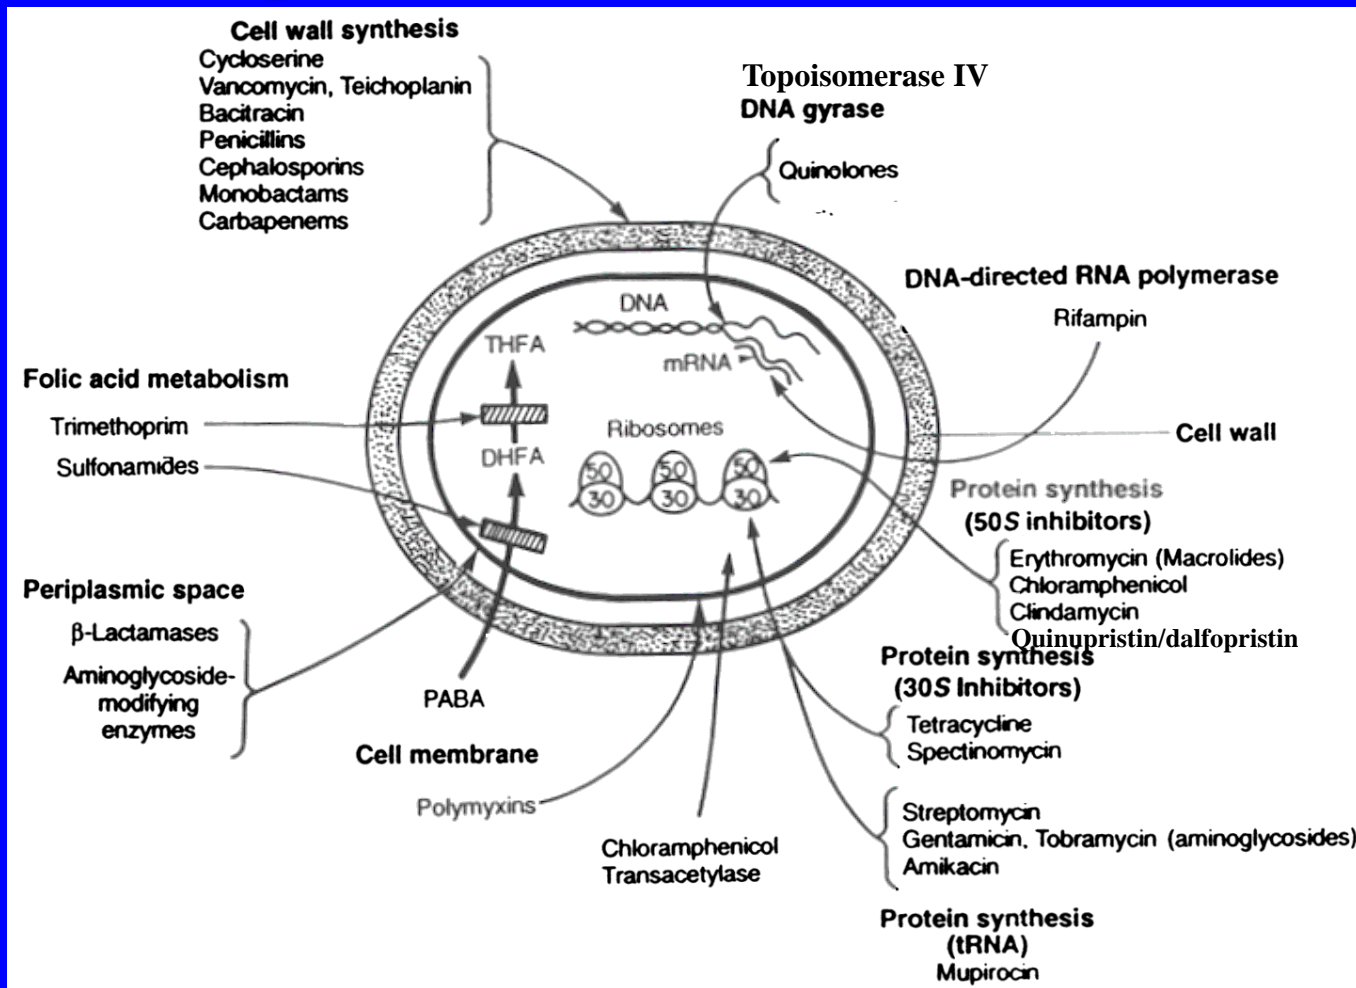 Cell wall synthesis
Cycloserine
Vancomycin, Teichoplanin
Bacitracin
Penicillins
Cephalosporins
Monobactams
Carbapenems
Topoisomerase IV
DNA gyrase
Quinolones
DNA-directed RNA polymerase
Rifampin
DNA
mRNA
THFA
DHFA
Ribosomes
50 50 50
30 30 30
Folic acid metabolism
Trimethoprim
Sulfonamides
Cell wall
Protein synthesis
(50S inhibitors)
Erythromycin (Macrolides)
Chloramphenicol
Clindamycin
Quinupristin/dalfopristin
Periplasmic space
β-Lactamases
Aminoglycoside-
modifying
enzymes
PABA
Cell membrane
Polymyxins
Chloramphenicol
Transacetylase
Protein synthesis
(30S Inhibitors)
Tetracycline
Spectinomycin
Streptomycin
Gentamicin, Tobramycin (aminoglycosides)
Amikacin
Protein synthesis
(tRNA)
Mupirocin